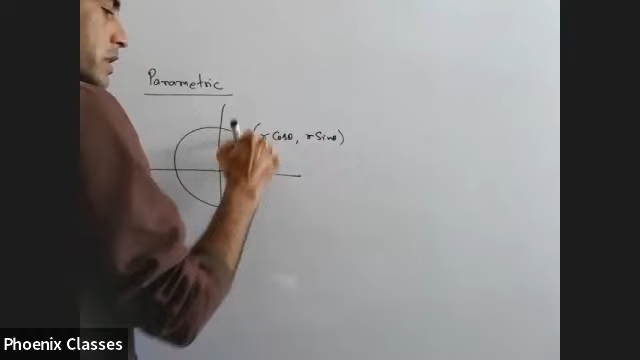 Parametric
(r Cosθ, r Sinθ)
Phoenix Classes